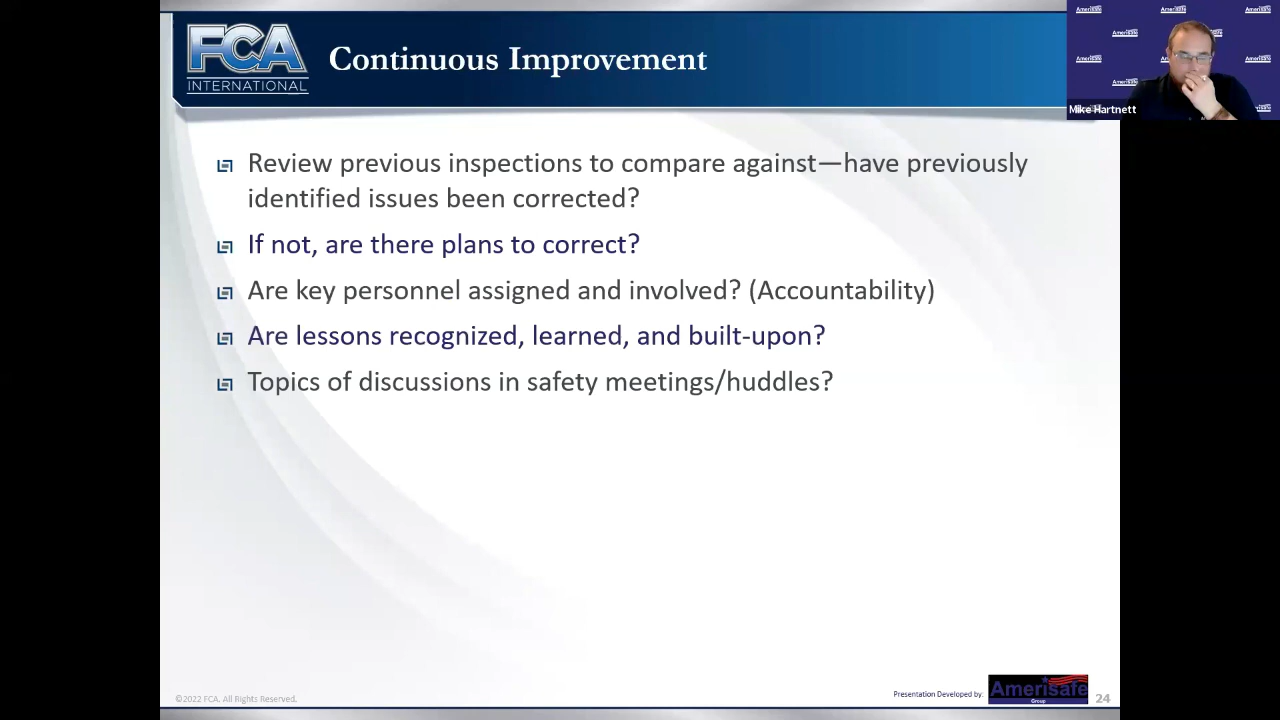 FCA
INTERNATIONAL
Continuous Improvement
Amerisafe
Amerisafe
Amerisafe
Mike Hartnett
Review previous inspections to compare against—have previously
identified issues been corrected?
If not, are there plans to correct?
Are key personnel assigned and involved? (Accountability)
Are lessons recognized, learned, and built-upon?
Topics of discussions in safety meetings/huddles?
©2022 FCA. All Rights Reserved.
Presentation Developed by:
Amerisafe
Group
24